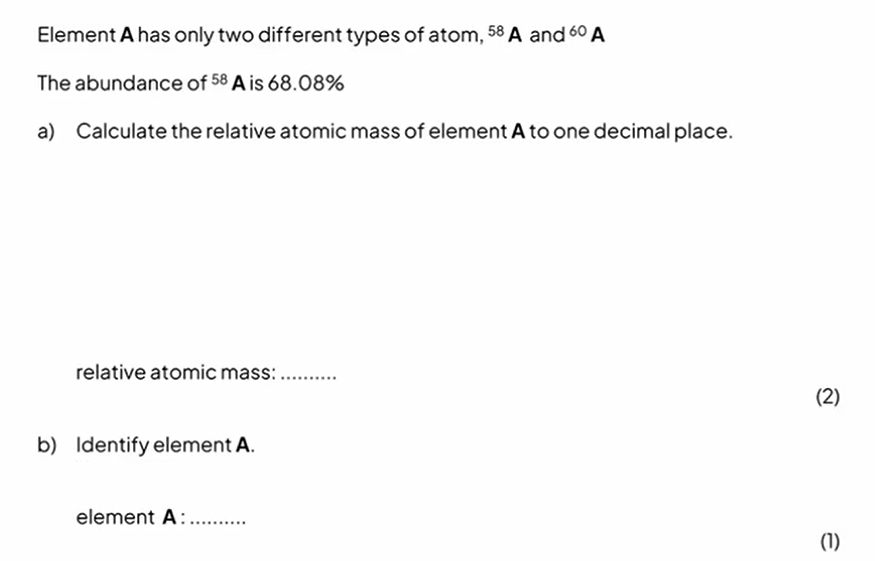 Element A has only two different types of atom, ⁵⁸ A and ⁶⁰ A
The abundance of ⁵⁸ A is 68.08%
a) Calculate the relative atomic mass of element A to one decimal place.
relative atomic mass: ..........
(2)
b) Identify element A.
element A : ..........
(1)